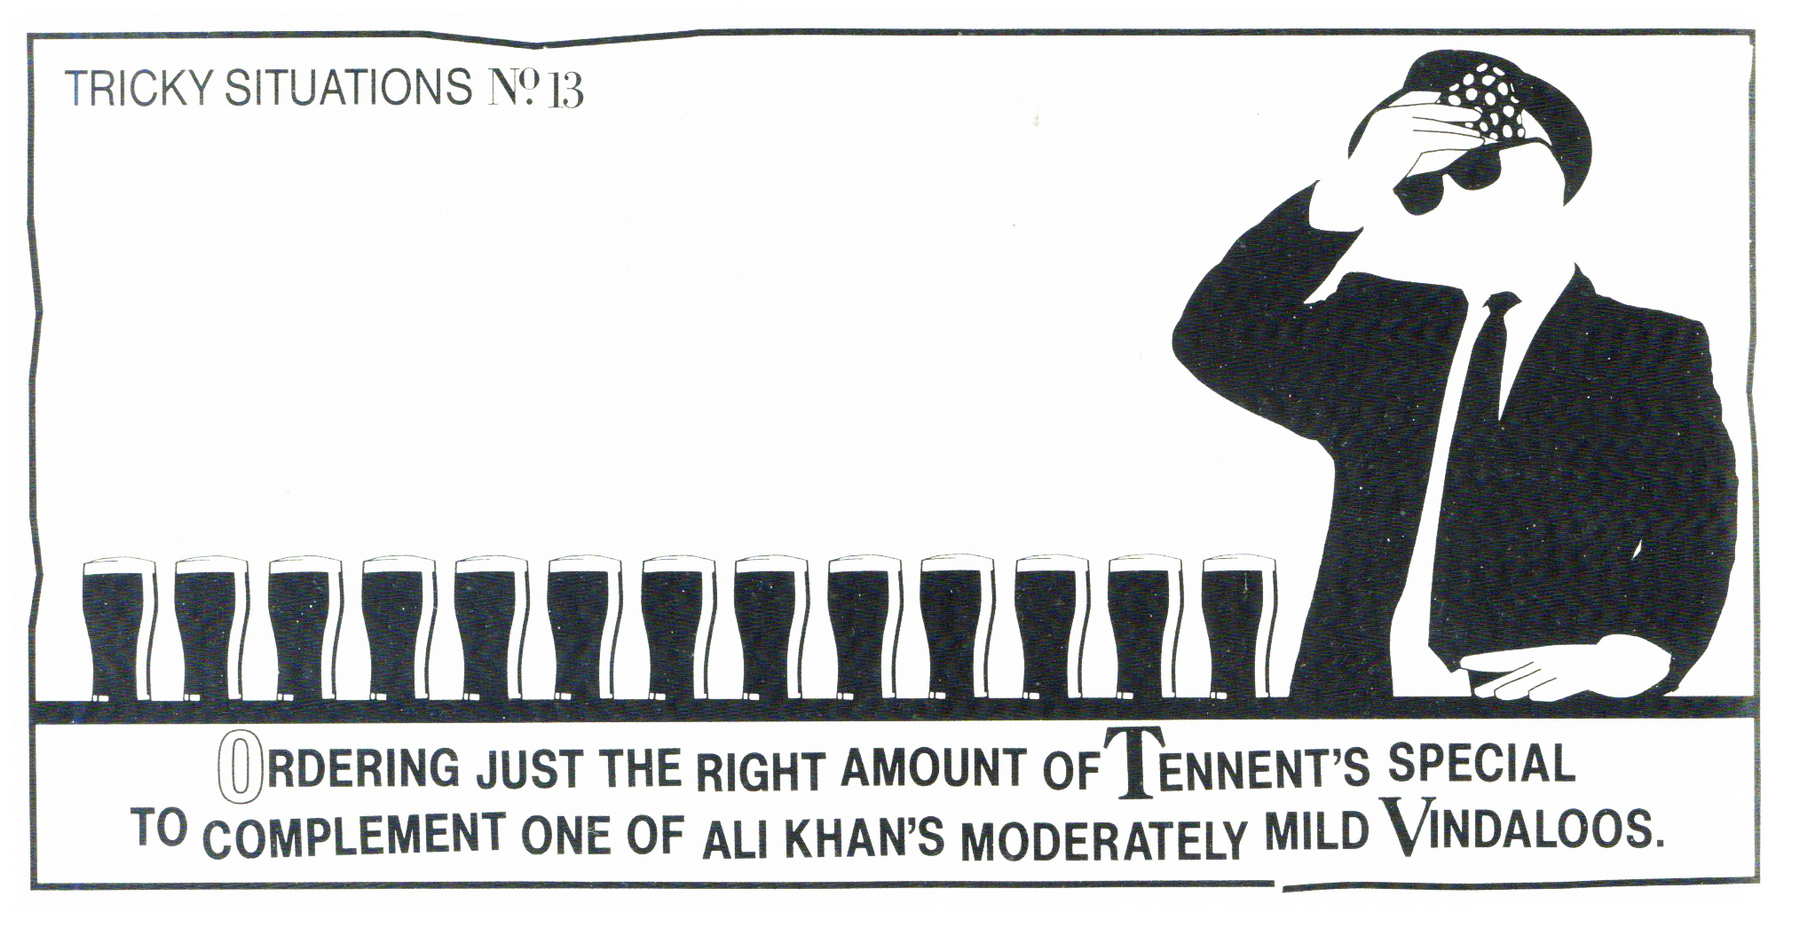 TRICKY SITUATIONS Nº 13
ORDERING JUST THE RIGHT AMOUNT OF TENNENT'S SPECIAL
TO COMPLEMENT ONE OF ALI KHAN'S MODERATELY MILD VINDALOOS.